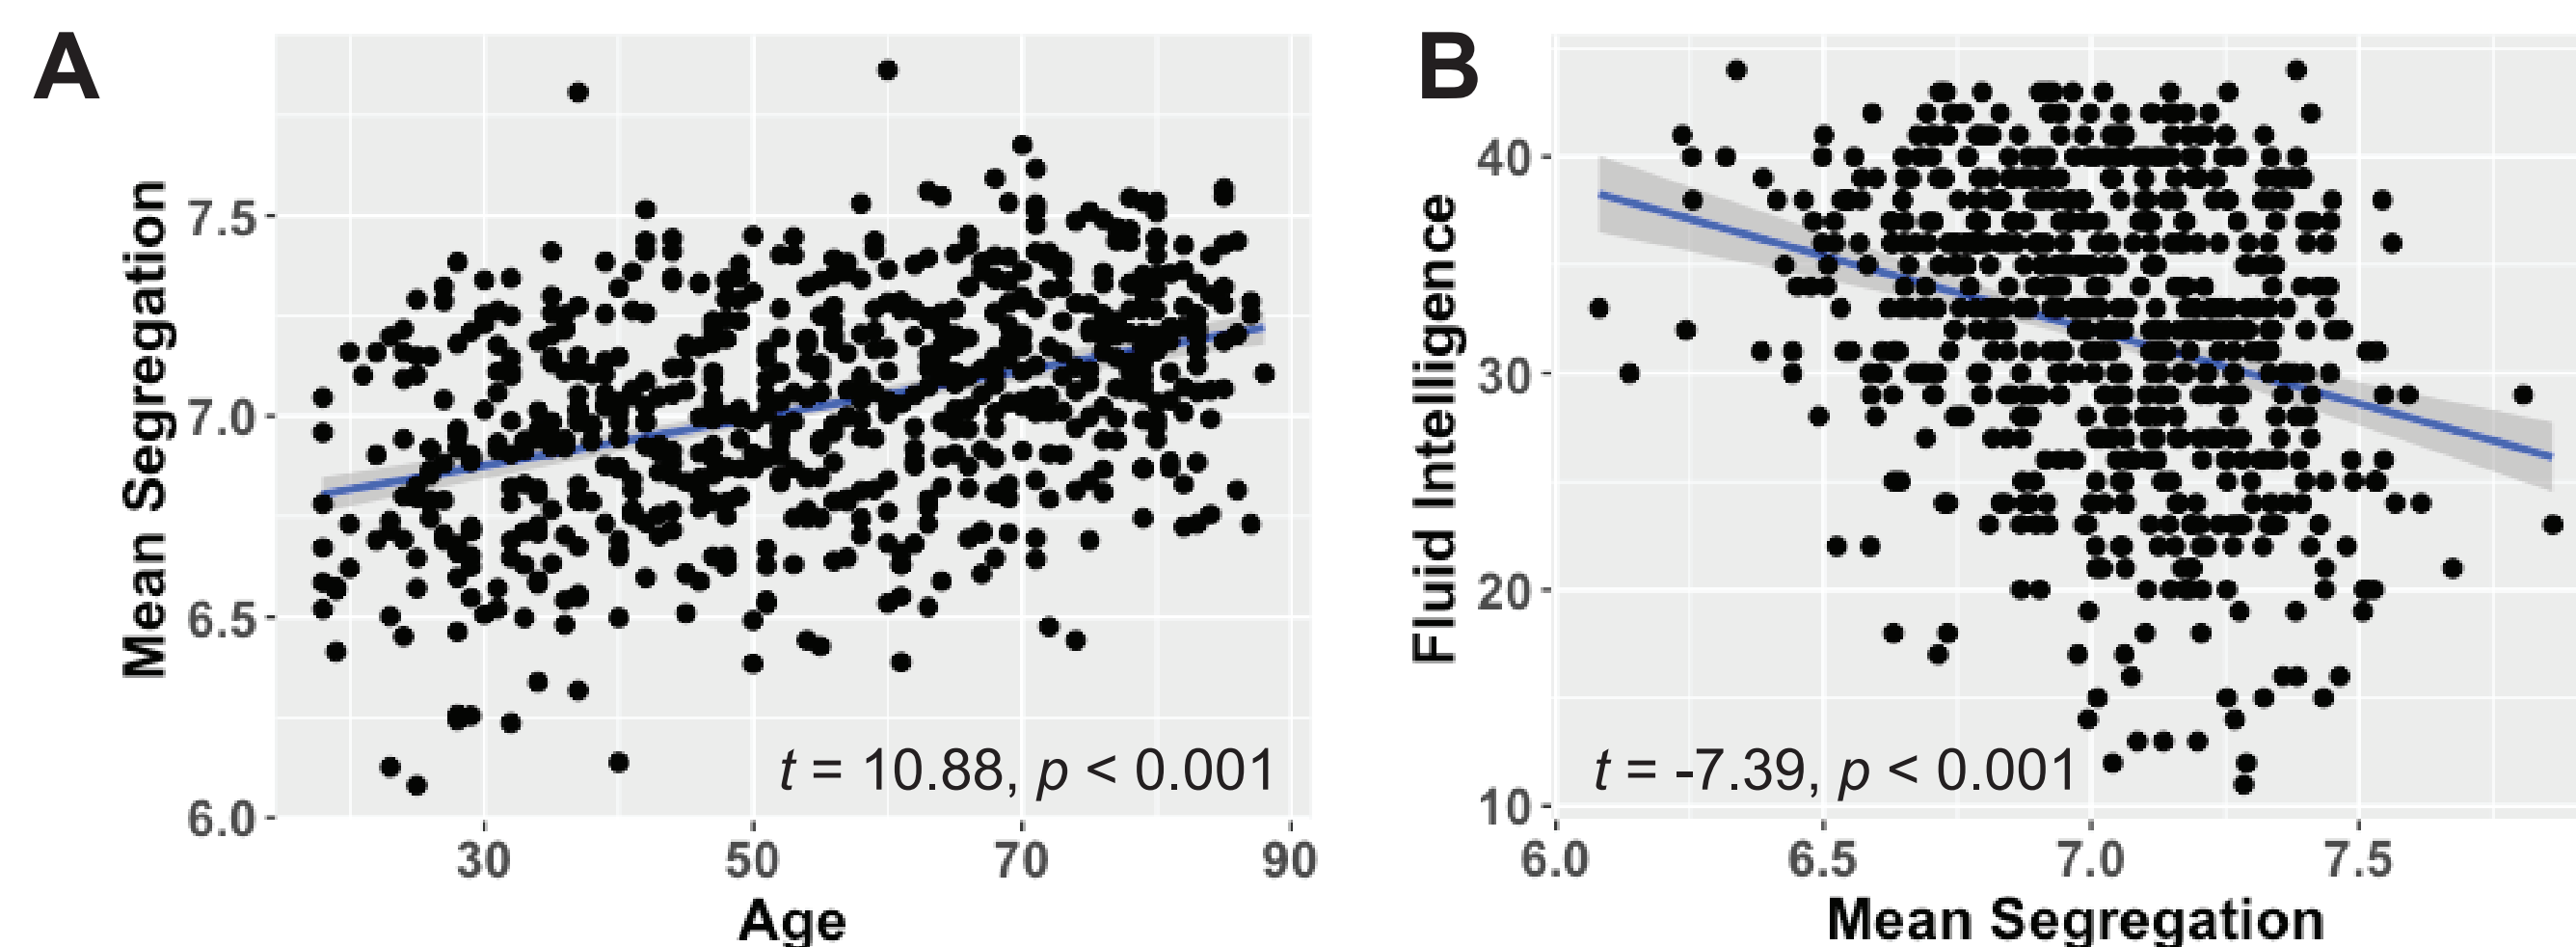 A
Mean Segregation
7.5
7.0
6.5
6.0
30 50 70 90
Age
t = 10.88, p < 0.001
B
Fluid Intelligence
40
30
20
10
6.0 6.5 7.0 7.5
Mean Segregation
t = -7.39, p < 0.001